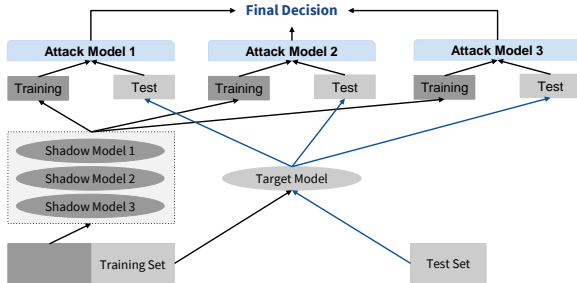 Final Decision
Attack Model 1
Attack Model 2
Attack Model 3
Training
Test
Training
Test
Training
Test
Shadow Model 1
Shadow Model 2
Shadow Model 3
Target Model
Training Set
Test Set